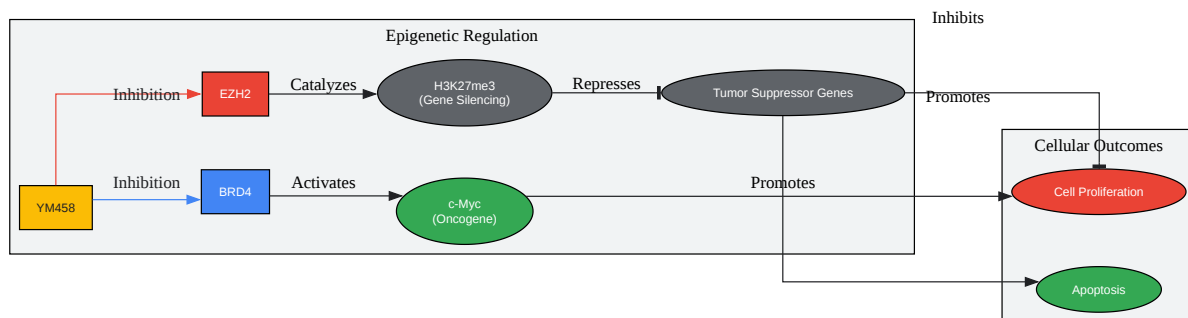 Inhibits
Epigenetic Regulation
Inhibition
EZH2
Catalyzes
H3K27me3
(Gene Silencing)
Represses
Tumor Suppressor Genes
Promotes
Cellular Outcomes
YM458
Inhibition
BRD4
Activates
c-Myc
(Oncogene)
Promotes
Cell Proliferation
Apoptosis